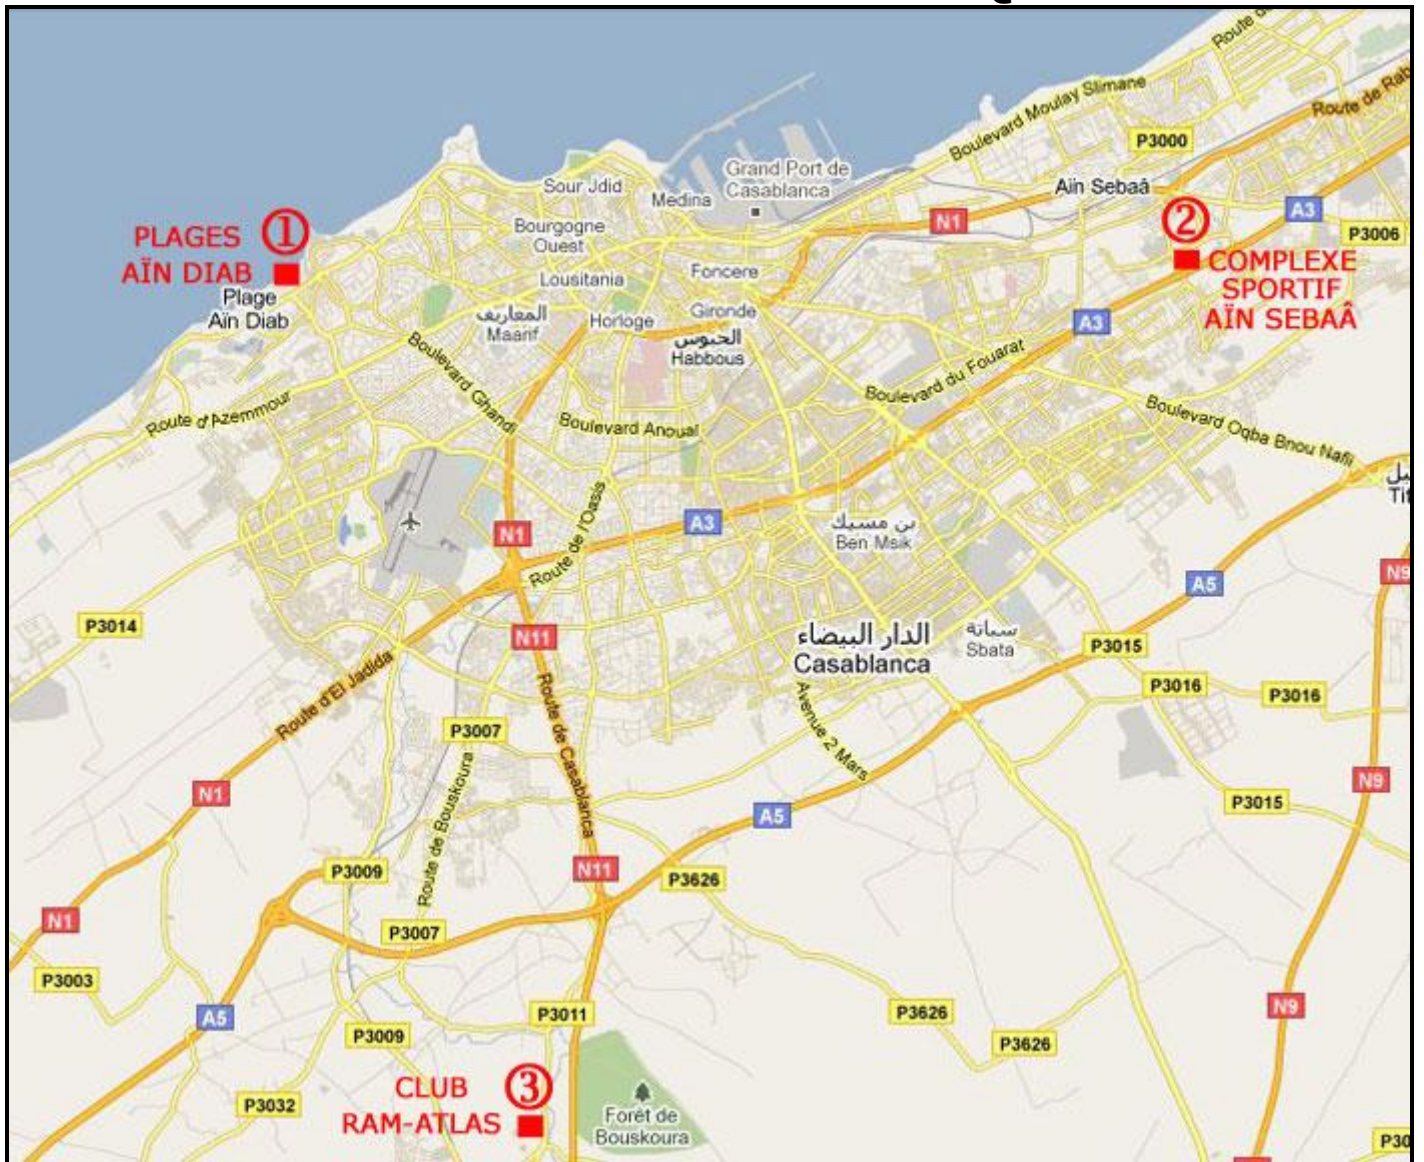 Route de
Boulevard Moulay Slimane
Route de Rab
P3000
Grand Port de
Casablanca
Sour Jdid
Medina
Aïn Sebaâ
A3
N1
P3006
PLAGES
AÏN DIAB
①
②
Bourgogne
Ouest
COMPLEXE
SPORTIF
AÏN SEBAÂ
Lousitania
Foncere
Plage
Aïn Diab
المعاريف
Maarif
Horloge
Gironde
الحبوس
Habbous
A3
Boulevard Ghandi
Boulevard du Fouarat
Route d'Azemmour
Boulevard Anoual
Boulevard Oqba Bnou Nafii
Tit
N1
Route de l'Oasis
A3
بن مسيك
Ben Msik
N9
A5
P3014
N11
الدار البيضاء
Casablanca
سباتة
Sbata
P3015
P3016
P3016
Route d'El Jadida
Route de Casablanca
Avenue 2 Mars
P3007
N1
Route de Bouskoura
A5
P3015
N9
P3009
N11
P3626
N1
P3007
P3003
A5
P3009
P3011
P3626
P3626
N9
CLUB
RAM-ATLAS
③
P3032
Forêt de
Bouskoura
P30